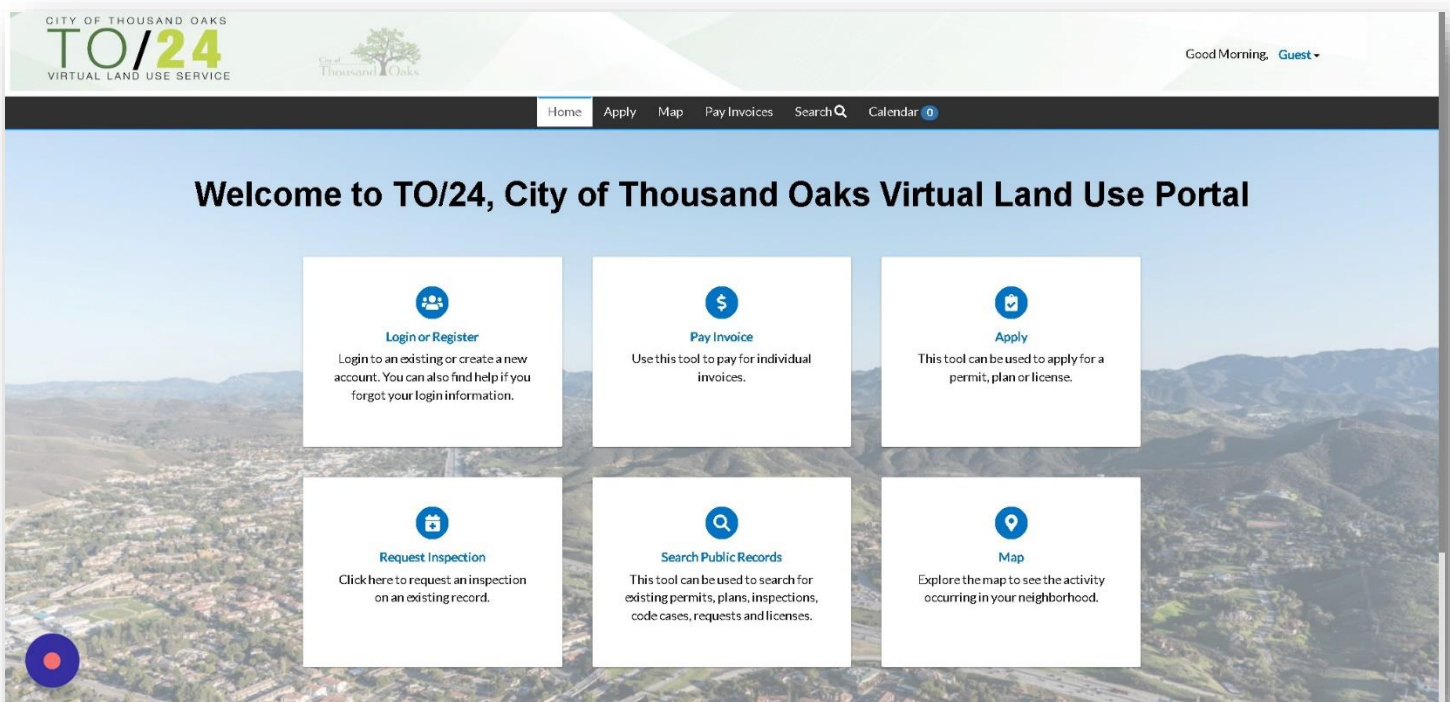 CITY OF THOUSAND OAKS
TO/24
VIRTUAL LAND USE SERVICE
City of
Thousand Oaks
Good Morning, Guest
Home Apply Map Pay Invoices Search Calendar 0
Welcome to TO/24, City of Thousand Oaks Virtual Land Use Portal
Login or Register
Login to an existing or create a new
account. You can also find help if you
forgot your login information.
Pay Invoice
Use this tool to pay for individual
invoices.
Apply
This tool can be used to apply for a
permit, plan or license.
Request Inspection
Click here to request an inspection
on an existing record.
Search Public Records
This tool can be used to search for
existing permits, plans, inspections,
code cases, requests and licenses.
Map
Explore the map to see the activity
occurring in your neighborhood.